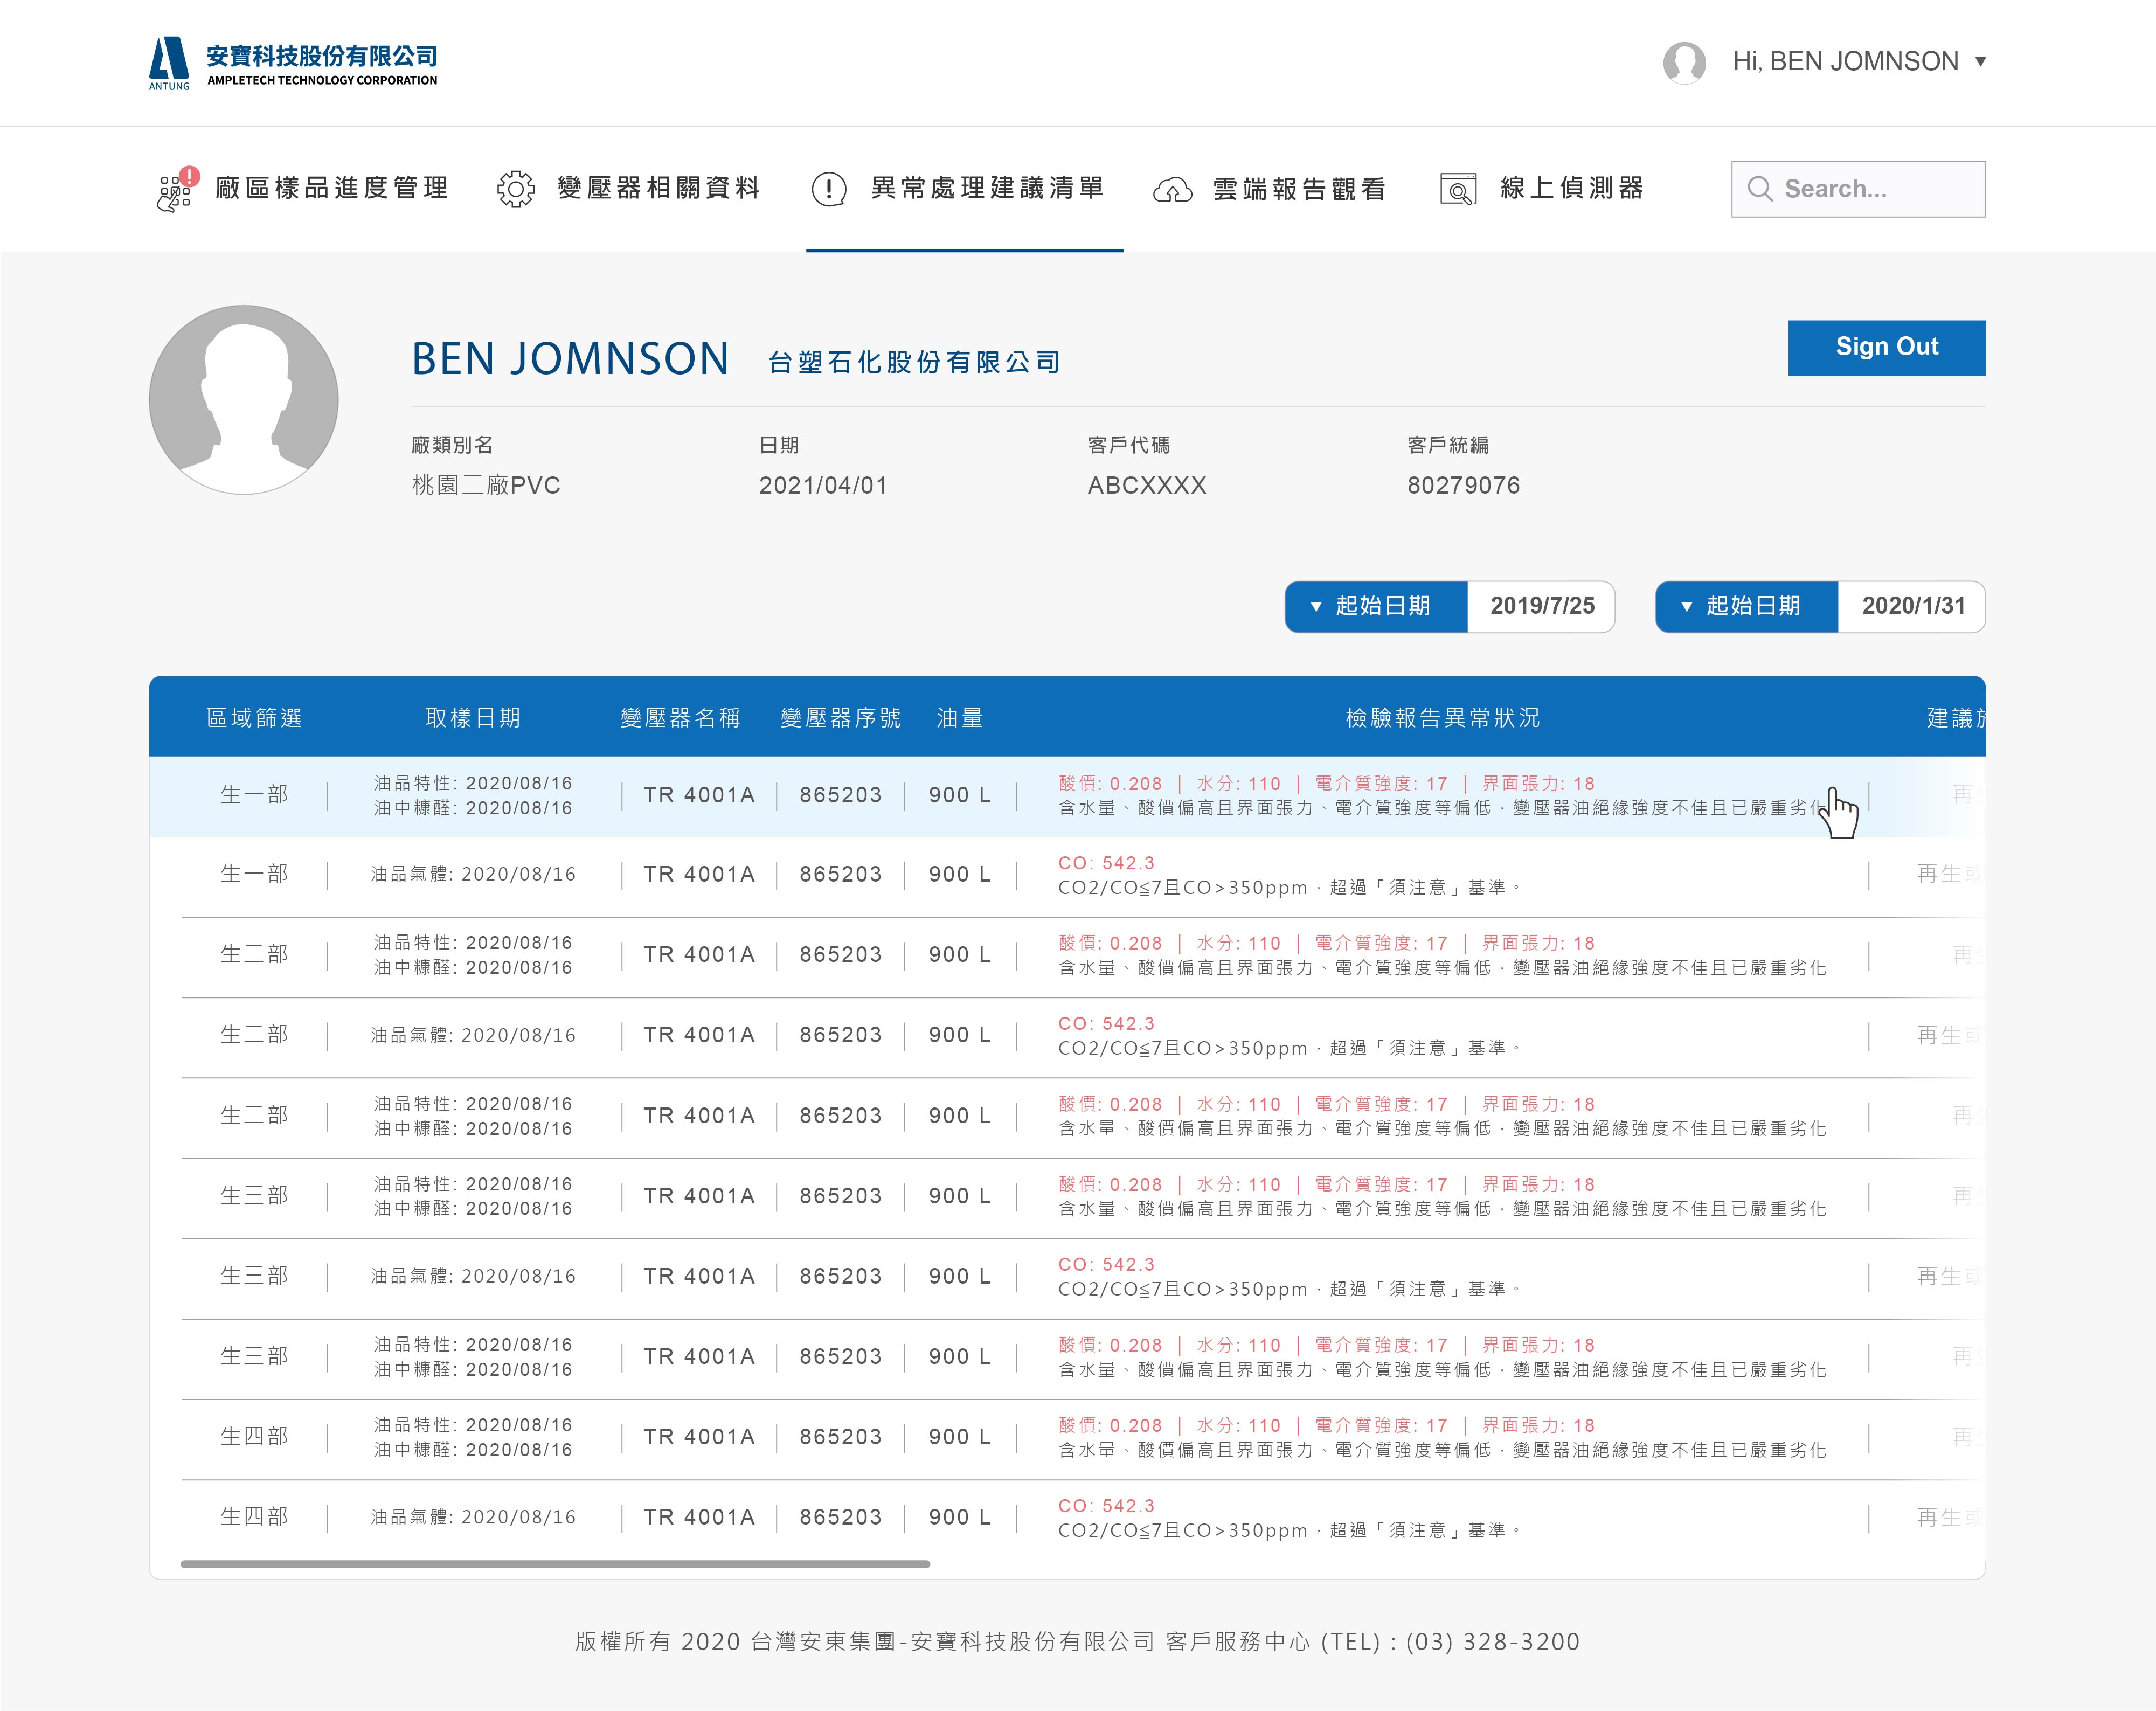 安寶科技股份有限公司
ANTUNG AMPLETECH TECHNOLOGY CORPORATION
Hi, BEN JOMNSON ▼
廠區樣品進度管理 變壓器相關資料 異常處理建議清單 雲端報告觀看 線上偵測器 Search...
BEN JOMNSON 台塑石化股份有限公司 Sign Out
廠類別名 日期 客戶代碼 客戶統編
桃園二廠PVC 2021/04/01 ABCXXXX 80279076
▼ 起始日期 2019/7/25 ▼ 起始日期 2020/1/31
區域篩選 取樣日期 變壓器名稱 變壓器序號 油量 檢驗報告異常狀況 建議
生一部 油品特性: 2020/08/16 TR 4001A 865203 900 L 酸價: 0.208 | 水分: 110 | 電介質強度: 17 | 界面張力: 18 再
油中糠醛: 2020/08/16 含水量、酸價偏高且界面張力、電介質強度等偏低，變壓器油絕緣強度不佳且已嚴重劣化
生一部 油品氣體: 2020/08/16 TR 4001A 865203 900 L CO: 542.3 再生或
CO2/CO≦7且CO>350ppm，超過「須注意」基準。
生二部 油品特性: 2020/08/16 TR 4001A 865203 900 L 酸價: 0.208 | 水分: 110 | 電介質強度: 17 | 界面張力: 18 再
油中糠醛: 2020/08/16 含水量、酸價偏高且界面張力、電介質強度等偏低，變壓器油絕緣強度不佳且已嚴重劣化
生二部 油品氣體: 2020/08/16 TR 4001A 865203 900 L CO: 542.3 再生或
CO2/CO≦7且CO>350ppm，超過「須注意」基準。
生二部 油品特性: 2020/08/16 TR 4001A 865203 900 L 酸價: 0.208 | 水分: 110 | 電介質強度: 17 | 界面張力: 18 再
油中糠醛: 2020/08/16 含水量、酸價偏高且界面張力、電介質強度等偏低，變壓器油絕緣強度不佳且已嚴重劣化
生三部 油品特性: 2020/08/16 TR 4001A 865203 900 L 酸價: 0.208 | 水分: 110 | 電介質強度: 17 | 界面張力: 18 再
油中糠醛: 2020/08/16 含水量、酸價偏高且界面張力、電介質強度等偏低，變壓器油絕緣強度不佳且已嚴重劣化
生三部 油品氣體: 2020/08/16 TR 4001A 865203 900 L CO: 542.3 再生或
CO2/CO≦7且CO>350ppm，超過「須注意」基準。
生三部 油品特性: 2020/08/16 TR 4001A 865203 900 L 酸價: 0.208 | 水分: 110 | 電介質強度: 17 | 界面張力: 18 再
油中糠醛: 2020/08/16 含水量、酸價偏高且界面張力、電介質強度等偏低，變壓器油絕緣強度不佳且已嚴重劣化
生四部 油品特性: 2020/08/16 TR 4001A 865203 900 L 酸價: 0.208 | 水分: 110 | 電介質強度: 17 | 界面張力: 18 再
油中糠醛: 2020/08/16 含水量、酸價偏高且界面張力、電介質強度等偏低，變壓器油絕緣強度不佳且已嚴重劣化
生四部 油品氣體: 2020/08/16 TR 4001A 865203 900 L CO: 542.3 再生或
CO2/CO≦7且CO>350ppm，超過「須注意」基準。
版權所有 2020 台灣安東集團-安寶科技股份有限公司 客戶服務中心 (TEL) : (03) 328-3200